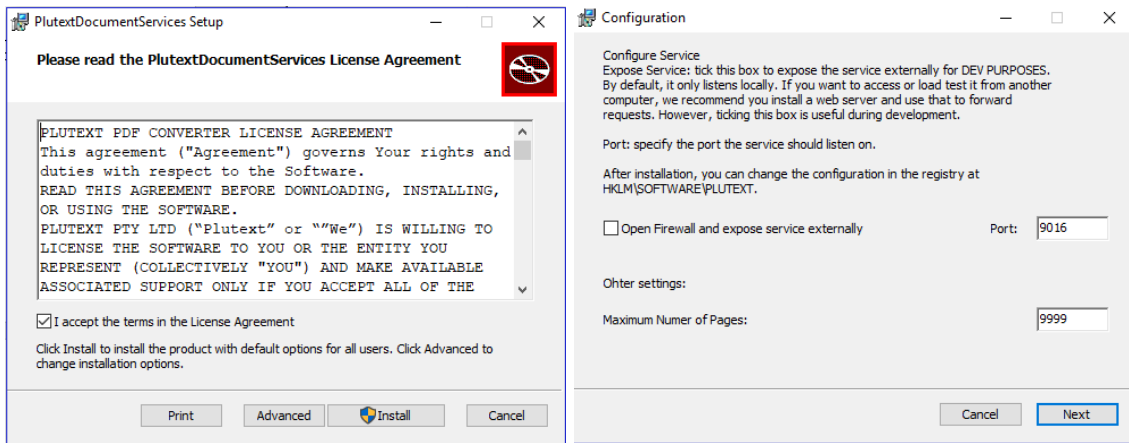 PlutextDocumentServices Setup
Please read the PlutextDocumentServices License Agreement
PLUTEXT PDF CONVERTER LICENSE AGREEMENT
This agreement ("Agreement") governs Your rights and
duties with respect to the Software.
READ THIS AGREEMENT BEFORE DOWNLOADING, INSTALLING,
OR USING THE SOFTWARE.
PLUTEXT PTY LTD (“Plutext” or “”We”) IS WILLING TO
LICENSE THE SOFTWARE TO YOU OR THE ENTITY YOU
REPRESENT (COLLECTIVELY "YOU") AND MAKE AVAILABLE
ASSOCIATED SUPPORT ONLY IF YOU ACCEPT ALL OF THE
I accept the terms in the License Agreement
Click Install to install the product with default options for all users. Click Advanced to
change installation options.
Print Advanced Install Cancel
Configuration
Configure Service
Expose Service: tick this box to expose the service externally for DEV PURPOSES.
By default, it only listens locally. If you want to access or load test it from another
computer, we recommend you install a web server and use that to forward
requests. However, ticking this box is useful during development.
Port: specify the port the service should listen on.
After installation, you can change the configuration in the registry at
HKLM\SOFTWARE\PLUTEXT.
Open Firewall and expose service externally Port: 9016
Ohter settings:
Maximum Numer of Pages: 9999
Cancel Next